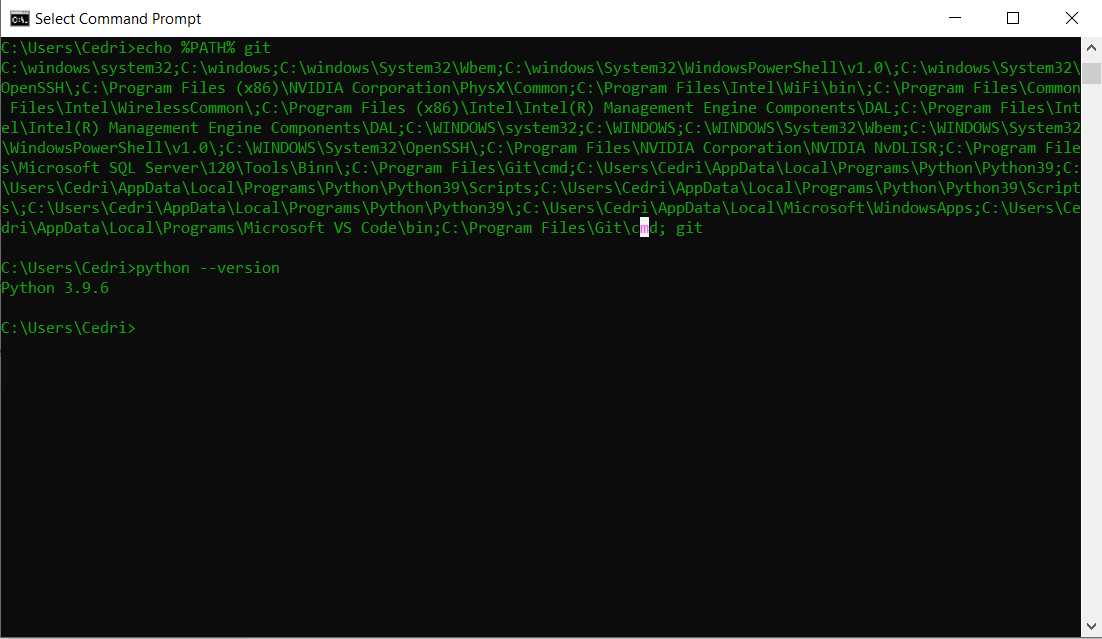 Select Command Prompt
C:\Users\Cedri>echo %PATH% git
C:\windows\system32;C:\windows;C:\windows\System32\Wbem;C:\windows\System32\WindowsPowerShell\v1.0\;C:\windows\System32\
OpenSSH\;C:\Program Files (x86)\NVIDIA Corporation\PhysX\Common;C:\Program Files\Intel\WiFi\bin\;C:\Program Files\Common
 Files\Intel\WirelessCommon\;C:\Program Files (x86)\Intel\Intel(R) Management Engine Components\DAL;C:\Program Files\Int
el\Intel(R) Management Engine Components\DAL;C:\WINDOWS\system32;C:\WINDOWS;C:\WINDOWS\System32\Wbem;C:\WINDOWS\System32
\WindowsPowerShell\v1.0\;C:\WINDOWS\System32\OpenSSH\;C:\Program Files\NVIDIA Corporation\NVIDIA NvDLISR;C:\Program File
s\Microsoft SQL Server\120\Tools\Binn\;C:\Program Files\Git\cmd;C:\Users\Cedri\AppData\Local\Programs\Python\Python39;C:
\Users\Cedri\AppData\Local\Programs\Python\Python39\Scripts;C:\Users\Cedri\AppData\Local\Programs\Python\Python39\Script
s\;C:\Users\Cedri\AppData\Local\Programs\Python\Python39\;C:\Users\Cedri\AppData\Local\Microsoft\WindowsApps;C:\Users\Ce
dri\AppData\Local\Programs\Microsoft VS Code\bin;C:\Program Files\Git\cmd; git
C:\Users\Cedri>python --version
Python 3.9.6
C:\Users\Cedri>